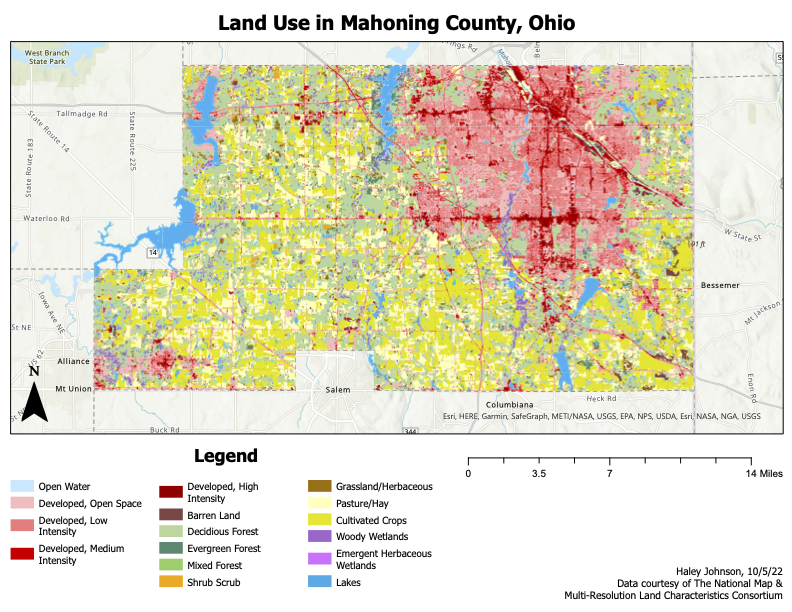 Land Use in Mahoning County, Ohio
West Branch
State Park
Tallmadge Rd
State Route 14
State Route 183
State Route 225
Waterloo Rd
14
W State St
91 ft
Bessemer
Mt Jackson
Iowa Ave NE
St NE
US 62
Alliance
Mt Union
N
Salem
Columbiana
Heck Rd
Enon Rd
Buck Rd
344
Esri, HERE, Garmin, SafeGraph, METI/NASA, USGS, EPA, NPS, USDA, Esri, NASA, NGA, USGS
Legend
Open Water
Developed, Open Space
Developed, Low
Intensity
Developed, Medium
Intensity
Developed, High
Intensity
Barren Land
Decidious Forest
Evergreen Forest
Mixed Forest
Shrub Scrub
Grassland/Herbaceous
Pasture/Hay
Cultivated Crops
Woody Wetlands
Emergent Herbaceous
Wetlands
Lakes
0 3.5 7 14 Miles
Haley Johnson, 10/5/22
Data courtesy of The National Map &
Multi-Resolution Land Characteristics Consortium